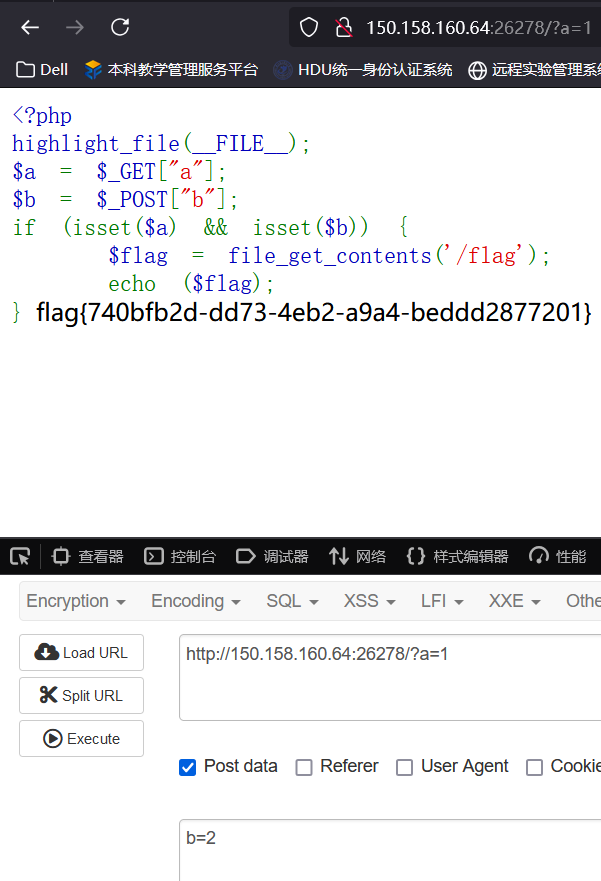 150.158.160.64:26278/?a=1
Dell 本科教学管理服务平台 HDU统一身份认证系统 远程实验管理系统
<?php
highlight_file(__FILE__);
$a = $_GET["a"];
$b = $_POST["b"];
if (isset($a) && isset($b)) {
$flag = file_get_contents('/flag');
echo ($flag);
} flag{740bfb2d-dd73-4eb2-a9a4-beddd2877201}
查看器 控制台 调试器 网络 样式编辑器 性能
Encryption Encoding SQL XSS LFI XXE Othe
Load URL http://150.158.160.64:26278/?a=1
Split URL
Execute
Post data Referer User Agent Cookie
b=2